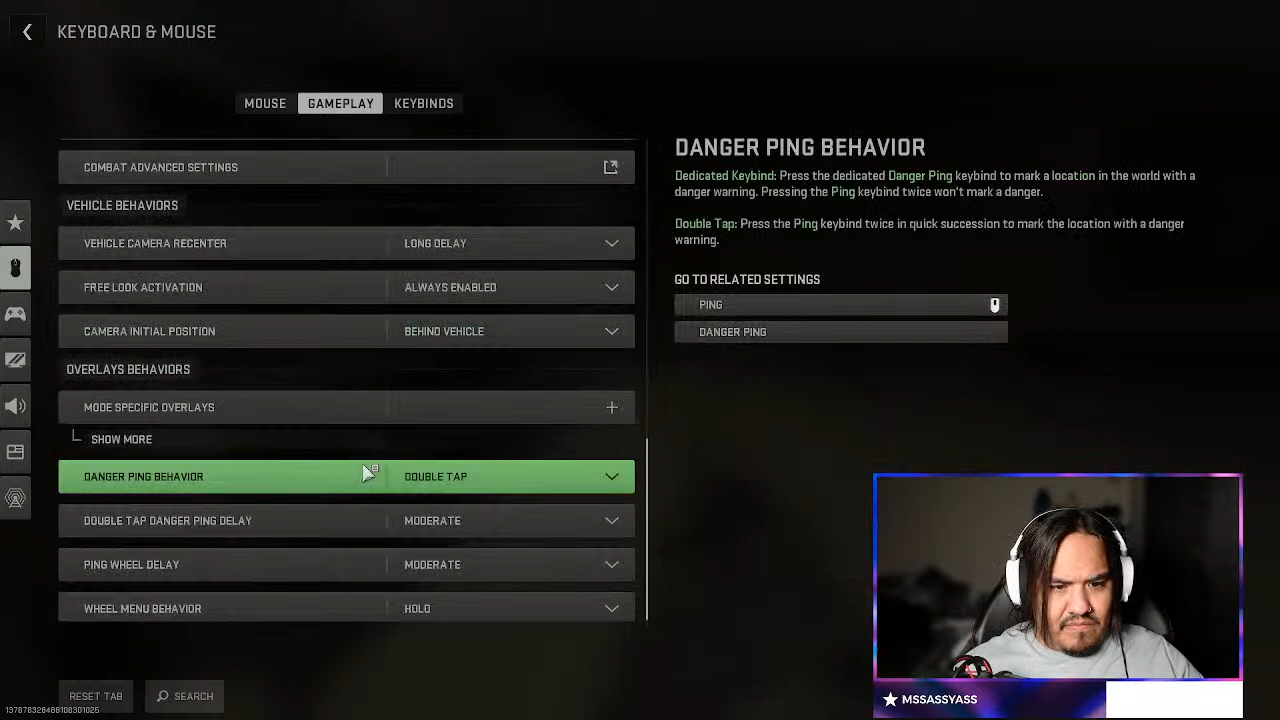 KEYBOARD & MOUSE
MOUSE
GAMEPLAY
KEYBINDS
COMBAT ADVANCED SETTINGS
VEHICLE BEHAVIORS
VEHICLE CAMERA RECENTER
LONG DELAY
FREE LOOK ACTIVATION
ALWAYS ENABLED
CAMERA INITIAL POSITION
BEHIND VEHICLE
OVERLAYS BEHAVIORS
MODE SPECIFIC OVERLAYS
SHOW MORE
DANGER PING BEHAVIOR
DOUBLE TAP
DOUBLE TAP DANGER PING DELAY
MODERATE
PING WHEEL DELAY
MODERATE
WHEEL MENU BEHAVIOR
HOLD
RESET TAB
SEARCH
DANGER PING BEHAVIOR
Dedicated Keybind: Press the dedicated Danger Ping keybind to mark a location in the world with a
danger warning. Pressing the Ping keybind twice won't mark a danger.
Double Tap: Press the Ping keybind twice in quick succession to mark the location with a danger
warning.
GO TO RELATED SETTINGS
PING
DANGER PING
MSSASSYASS